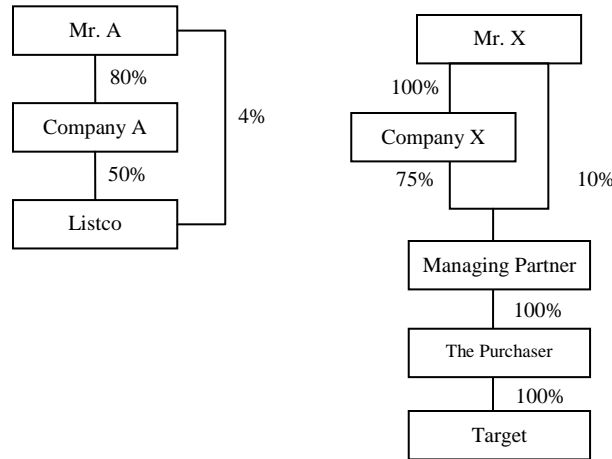 Mr. A
80%
Company A
4%
50%
Listco
Mr. X
100%
Company X
75%
10%
Managing Partner
100%
The Purchaser
100%
Target